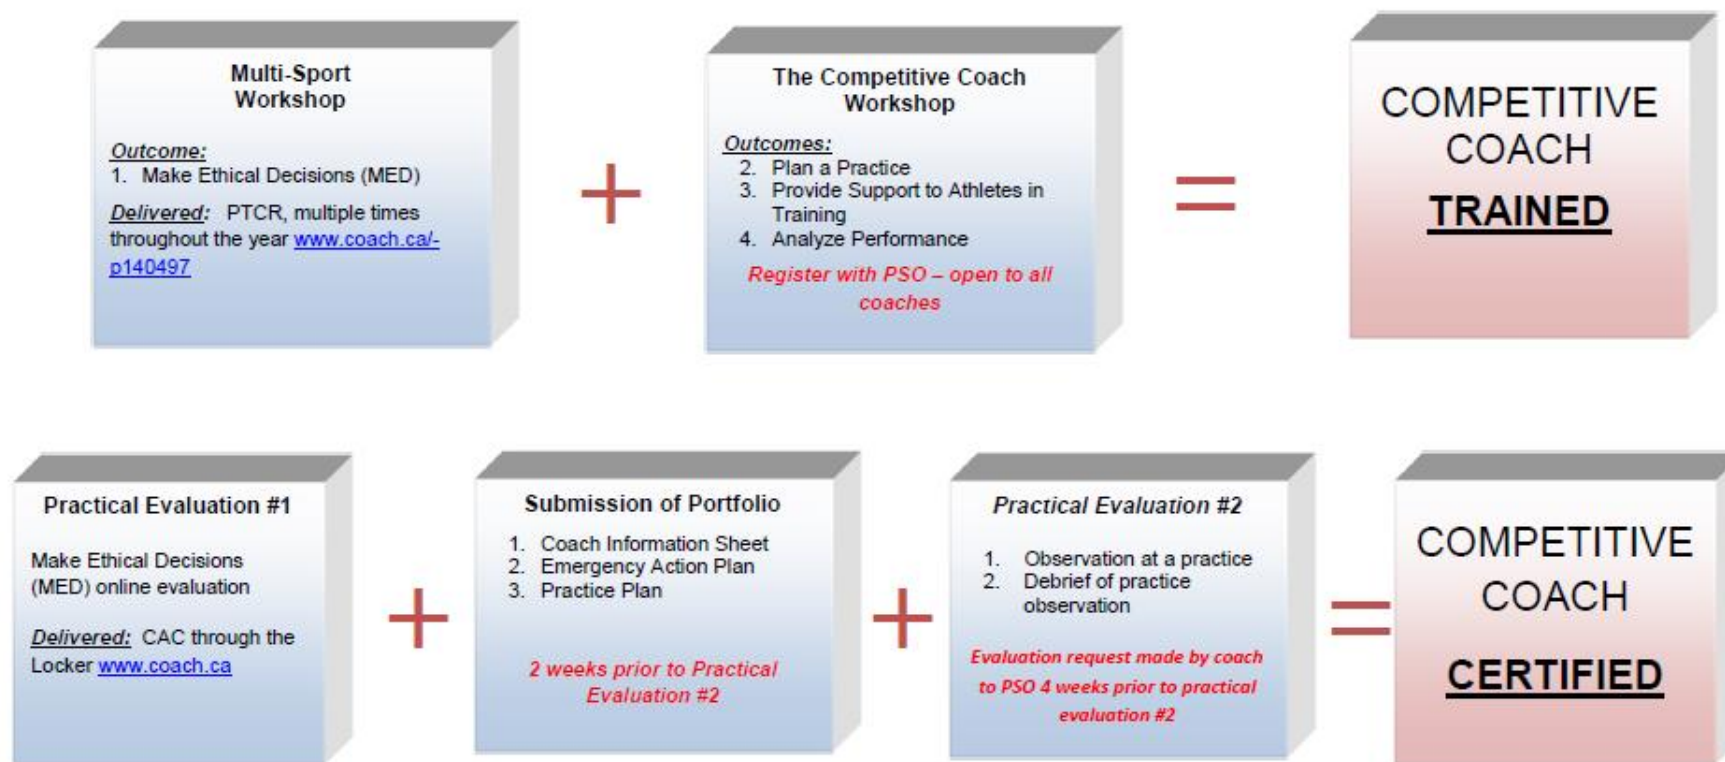 Multi-Sport
Workshop
Outcome:
1. Make Ethical Decisions (MED)
Delivered: PTCR, multiple times
throughout the year www.coach.ca/-
p140497
+
The Competitive Coach
Workshop
Outcomes:
2. Plan a Practice
3. Provide Support to Athletes in
Training
4. Analyze Performance
Register with PSO – open to all
coaches
=
COMPETITIVE
COACH
TRAINED
Practical Evaluation #1
Make Ethical Decisions
(MED) online evaluation
Delivered: CAC through the
Locker www.coach.ca
+
Submission of Portfolio
1. Coach Information Sheet
2. Emergency Action Plan
3. Practice Plan
2 weeks prior to Practical
Evaluation #2
+
Practical Evaluation #2
1. Observation at a practice
2. Debrief of practice
observation
Evaluation request made by coach
to PSO 4 weeks prior to practical
evaluation #2
=
COMPETITIVE
COACH
CERTIFIED